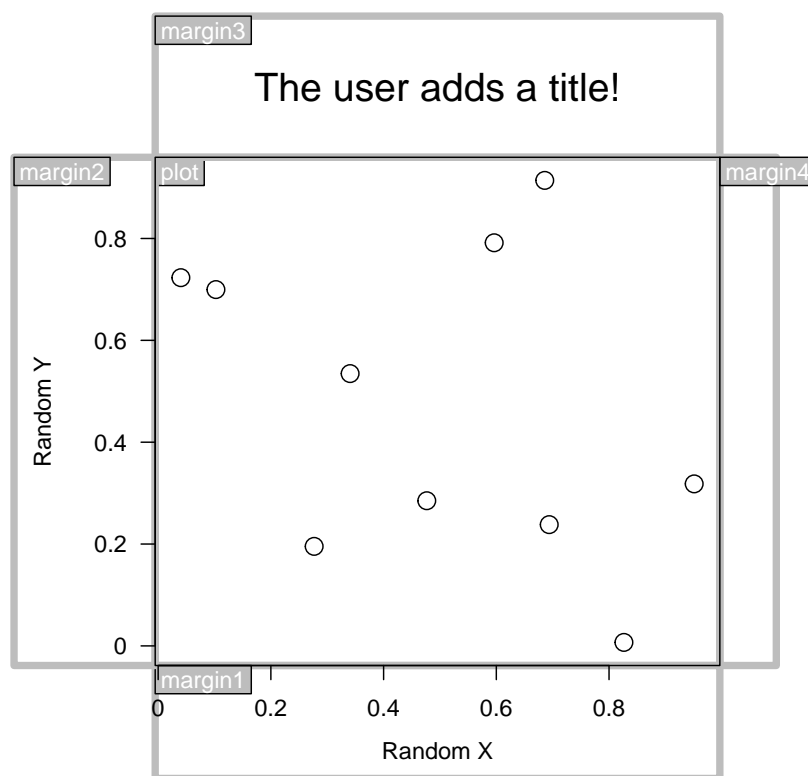 margin3
The user adds a title!
margin2
plot
margin4
0.8
0.6
0.4
0.2
0
Random Y
margin1
0 0.2 0.4 0.6 0.8
Random X